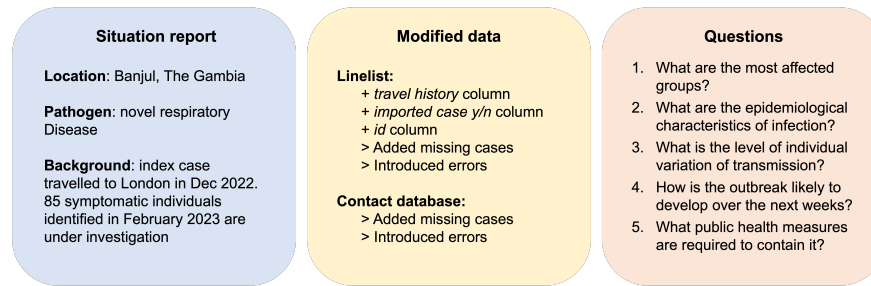 Situation report
Location: Banjul, The Gambia
Pathogen: novel respiratory
Disease
Background: index case
travelled to London in Dec 2022.
85 symptomatic individuals
identified in February 2023 are
under investigation
Modified data
Linelist:
+ travel history column
+ imported case y/n column
+ id column
> Added missing cases
> Introduced errors
Contact database:
> Added missing cases
> Introduced errors
Questions
1. What are the most affected
groups?
2. What are the epidemiological
characteristics of infection?
3. What is the level of individual
variation of transmission?
4. How is the outbreak likely to
develop over the next weeks?
5. What public health measures
are required to contain it?